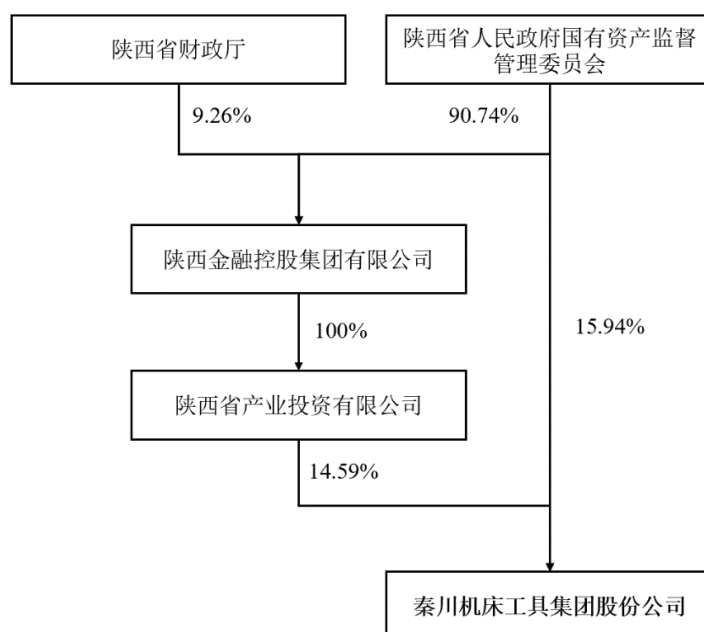 陕西省财政厅
陕西省人民政府国有资产监督
管理委员会
9.26%
90.74%
陕西金融控股集团有限公司
100%
15.94%
陕西省产业投资有限公司
14.59%
秦川机床工具集团股份公司